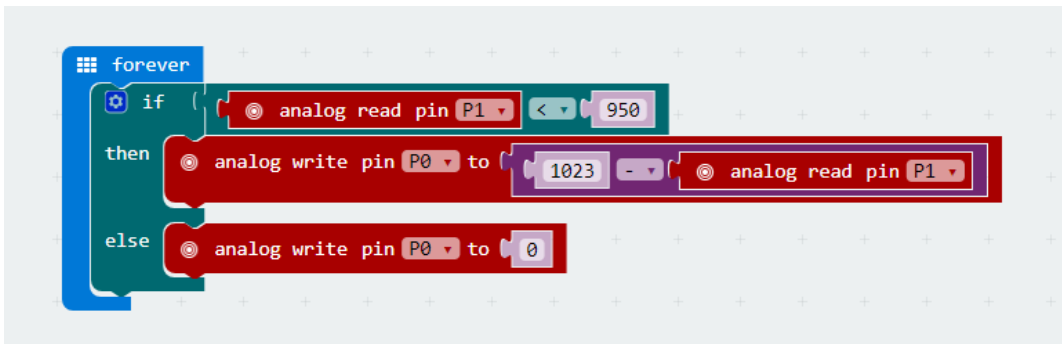 forever
if analog read pin P1 < 950
then analog write pin P0 to 1023 - analog read pin P1
else analog write pin P0 to 0